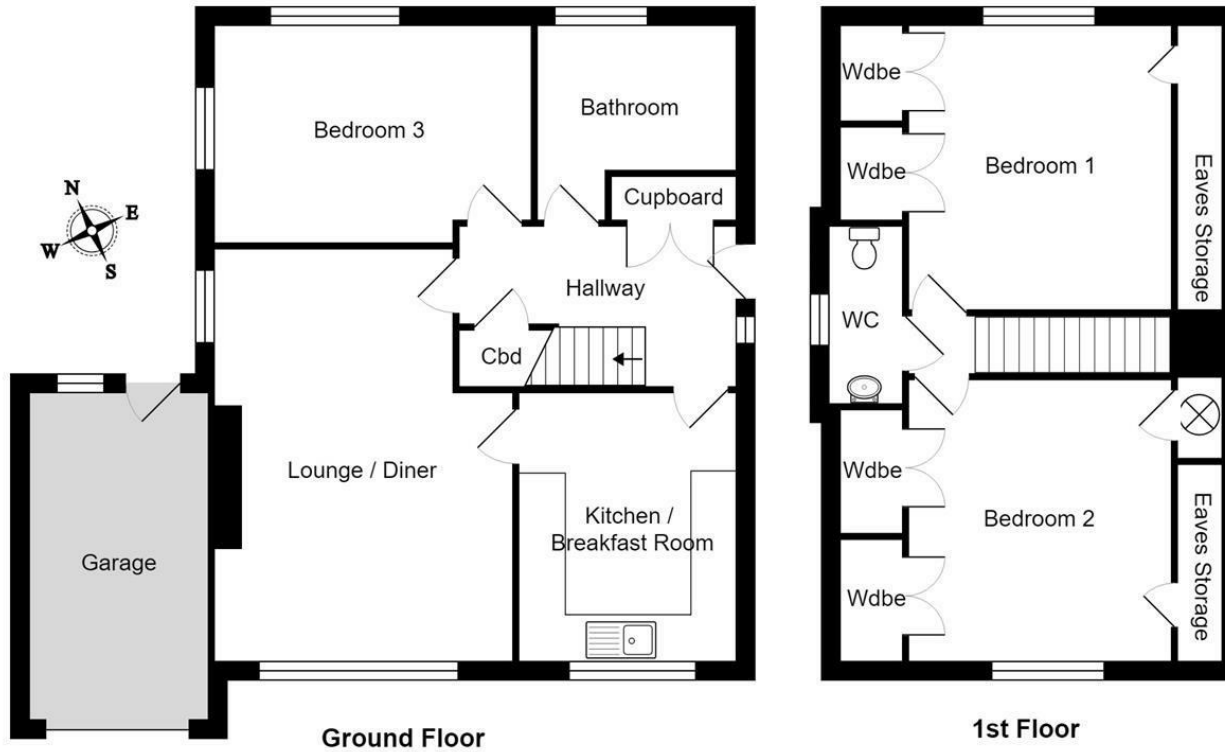 Bedroom 3
Bathroom
Cupboard
N
E
W
S
Hallway
Cbd
Lounge / Diner
Kitchen /
Breakfast Room
Garage
Ground Floor
Wdbe
Wdbe
Bedroom 1
Eaves Storage
WC
Wdbe
Bedroom 2
Wdbe
Eaves Storage
1st Floor